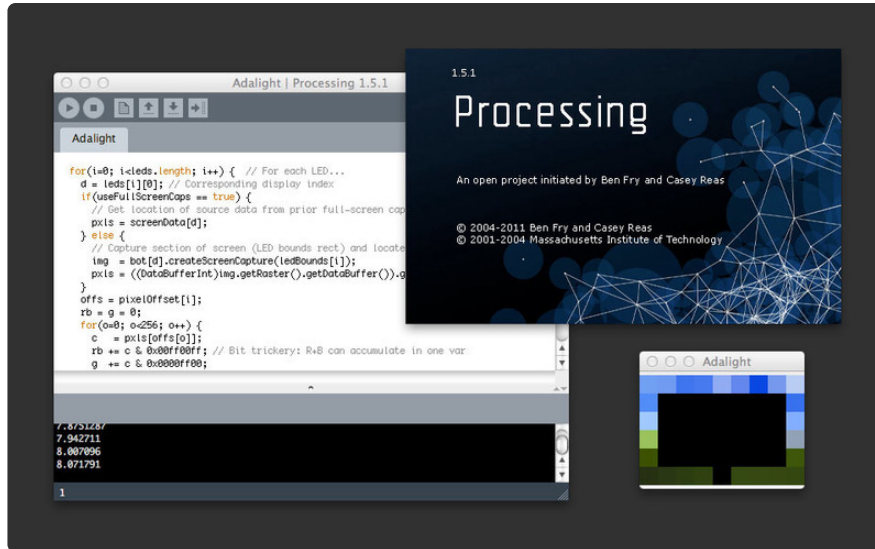 Adalight | Processing 1.5.1
Adalight
for(i=0; i<leds.length; i++) { // For each LED...
d = leds[i][0]; // Corresponding display index
if(useFullScreenCaps == true) {
// Get location of source data from prior full-screen cap
pxls = screenData[d];
} else {
// Capture section of screen (LED bounds rect) and locate
img = bot[d].createScreenCapture(ledBounds[i]);
pxls = ((DataBufferInt)img.getRaster().getDataBuffer()).g
}
offs = pixelOffset[i];
rb = g = 0;
for(o=0; o<256; o++) {
c = pxls[offs[o]];
rb += c & 0x00ff00ff; // Bit trickery: R+B can accumulate in one var
g += c & 0x0000ff00;
7.8751287
7.942711
8.007096
8.071791
1
1.5.1
Processing
An open project initiated by Ben Fry and Casey Reas
© 2004-2011 Ben Fry and Casey Reas
© 2001-2004 Massachusetts Institute of Technology
Adalight